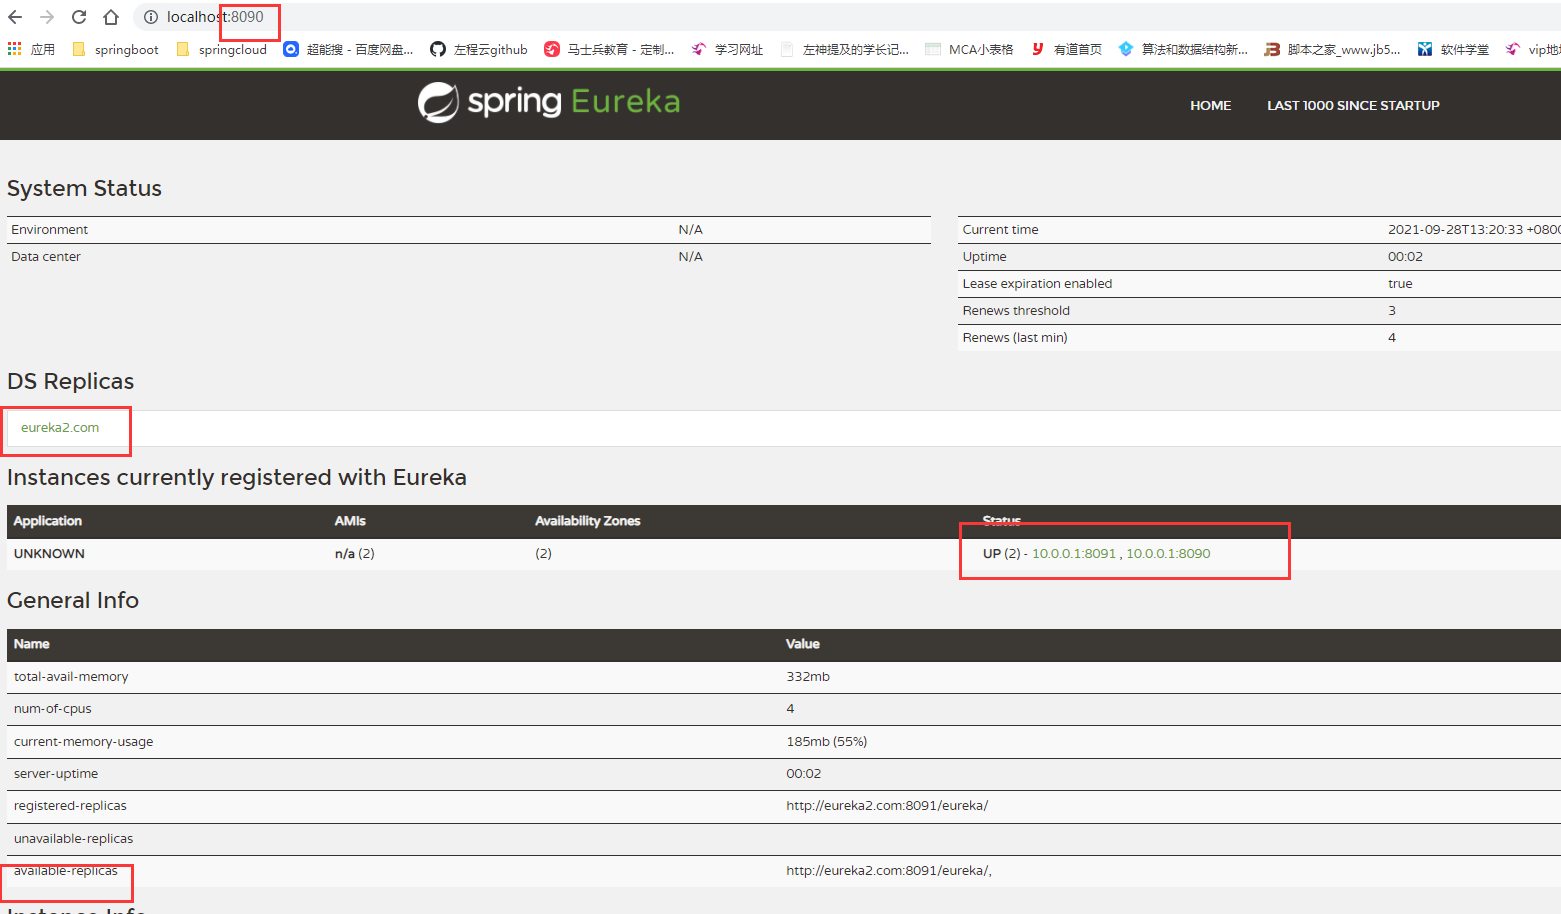 localhost:8090
应用 springboot springcloud 超能搜 - 百度网盘... 左程云github 马士兵教育 - 定制... 学习网址 左神提及的学长记... MCA小表格 有道首页 算法和数据结构新... 脚本之家_www.jb5... 软件学堂
spring Eureka HOME LAST 1000 SINCE STARTUP
System Status
Environment N/A Current time 2021-09-28T13:20:33 +080
Data center N/A Uptime 00:02
Lease expiration enabled true
Renews threshold 3
Renews (last min) 4
DS Replicas
eureka2.com
Instances currently registered with Eureka
Application AMIs Availability Zones Status
UNKNOWN n/a (2) (2) UP (2) - 10.0.0.1:8091 , 10.0.0.1:8090
General Info
Name Value
total-avail-memory 332mb
num-of-cpus 4
current-memory-usage 185mb (55%)
server-uptime 00:02
registered-replicas http://eureka2.com:8091/eureka/
unavailable-replicas
available-replicas http://eureka2.com:8091/eureka/,
Instance Info